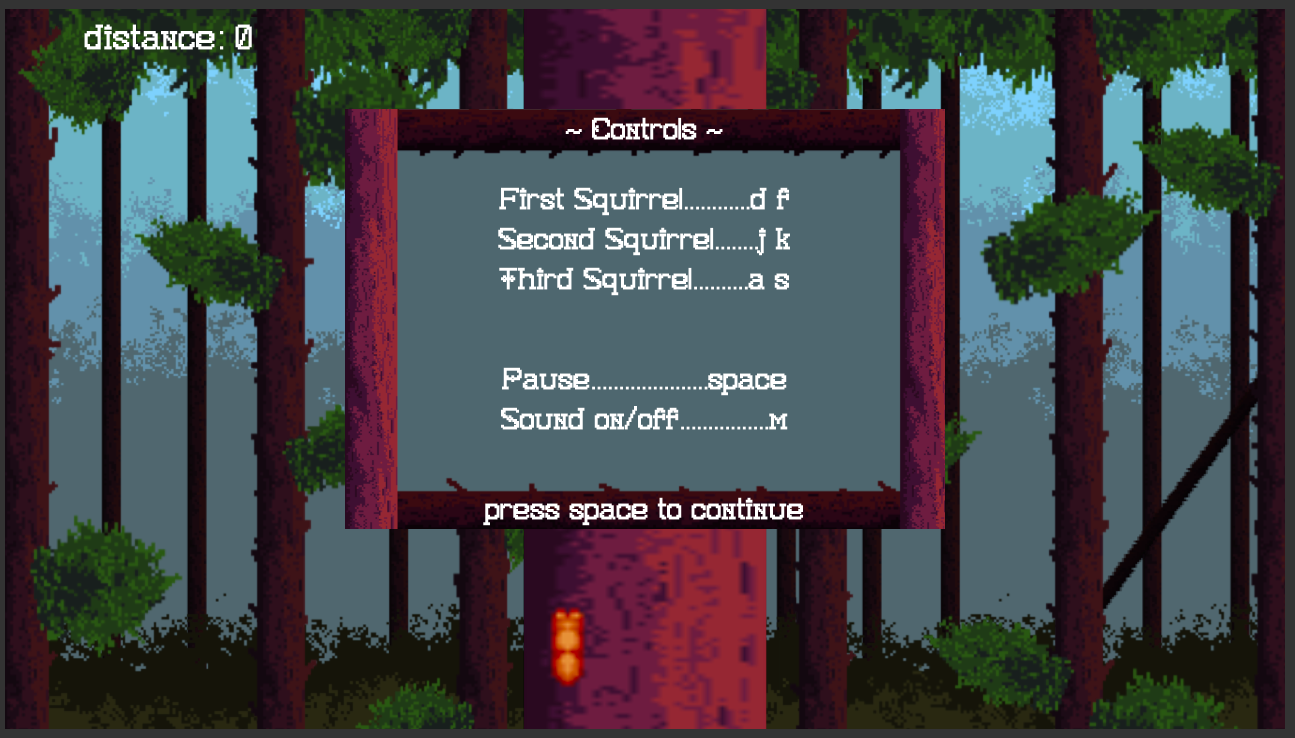 distance: 0
~ Controls ~
First Squirrel............d f
Second Squirrel........j k
Third Squirrel..........a s
Pause.....................space
Sound on/off................M
press space to continue